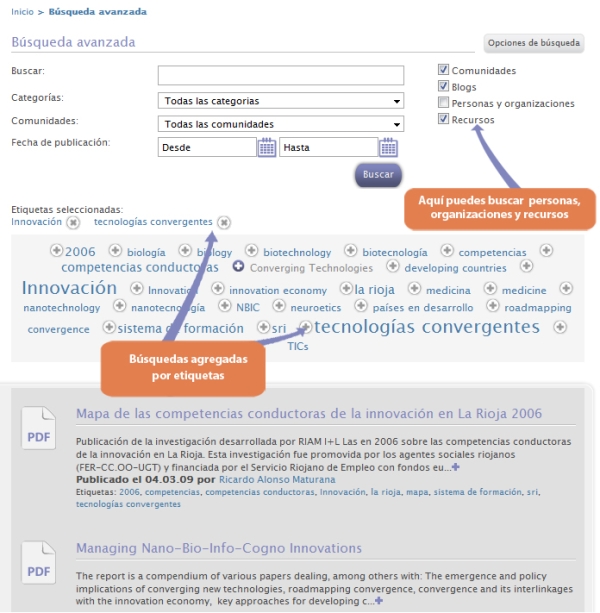 Inicio > Búsqueda avanzada
Búsqueda avanzada
Opciones de búsqueda
Buscar:
Categorías:
Todas las categorias
Comunidades:
Todas las comunidades
Fecha de publicación:
Desde
Hasta
Buscar
Comunidades
Blogs
Personas y organizaciones
Recursos
Aquí puedes buscar personas,
organizaciones y recursos
Etiquetas seleccionadas:
Innovación tecnologías convergentes
2006 biología biology biotechnology biotecnología competencias
competencias conductoras Converging Technologies developing countries
Innovación Innovation innovation economy la rioja medicina medicine
nanotechnology nanotecnología NBIC neuroetics países en desarrollo roadmapping
convergence sistema de formación sri tecnologías convergentes
TICs
Búsquedas agregadas
por etiquetas
PDF
Mapa de las competencias conductoras de la innovación en La Rioja 2006
Publicación de la investigación desarrollada por RIAM I+L Las en 2006 sobre las competencias conductoras
de la innovación en La Rioja. Esta investigación fue promovida por los agentes sociales riojanos
(FER-CC.OO-UGT) y financiada por el Servicio Riojano de Empleo con fondos eu...
Publicado el 04.03.09 por Ricardo Alonso Maturana
Etiquetas: 2006, competencias, competencias conductoras, Innovación, la rioja, mapa, sistema de formación, sri,
tecnologías convergentes
PDF
Managing Nano-Bio-Info-Cogno Innovations
The report is a compendium of various papers dealing, among others with: The emergence and policy
implications of converging new technologies, roadmapping convergence, convergence and its interlinkages
with the innovation economy, key approaches for developing c...